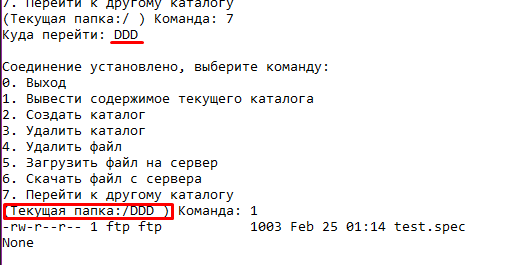 7. Перейти к другому каталогу
(Текущая папка:/ ) Команда: 7
Куда перейти: DDD
Соединение установлено, выберите команду:
0. Выход
1. Вывести содержимое текущего каталога
2. Создать каталог
3. Удалить каталог
4. Удалить файл
5. Загрузить файл на сервер
6. Скачать файл с сервера
7. Перейти к другому каталогу
(Текущая папка:/DDD ) Команда: 1
-rw-r--r-- 1 ftp ftp           1003 Feb 25 01:14 test.spec
None